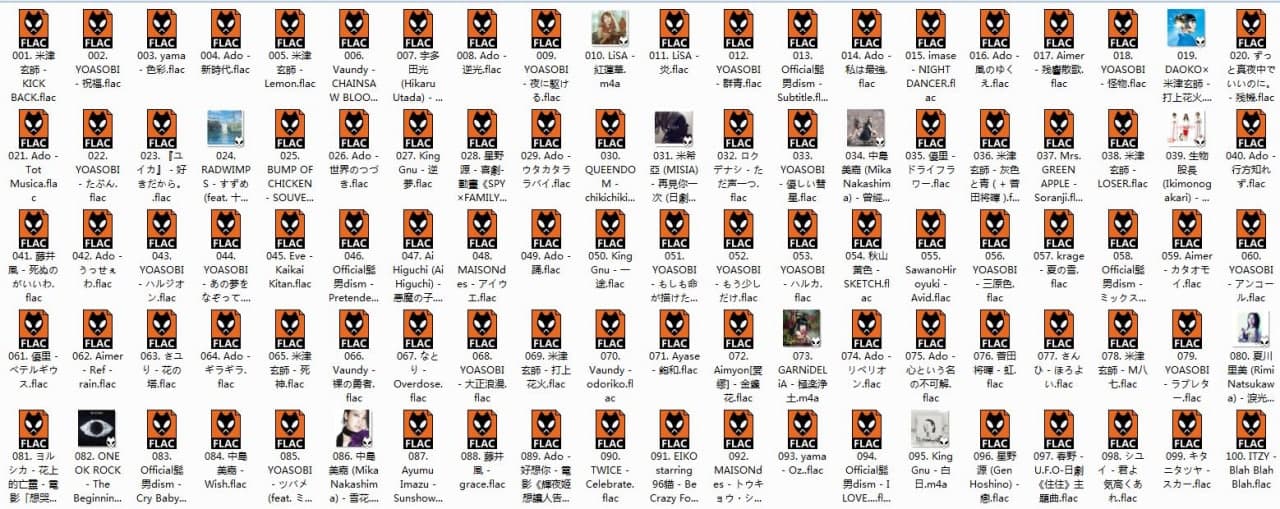 FLAC
001. 米津
玄師 -
KICK
BACK.flac
FLAC
002.
YOASOBI
- 祝福.flac
FLAC
003. yama
- 色彩.flac
FLAC
004. Ado -
新時代.flac
FLAC
005. 米津
玄師 -
Lemon.flac
FLAC
006.
Vaundy -
CHAINSA
W BLOO...
FLAC
007. 宇多
田光
(Hikaru
Utada) - ...
FLAC
008. Ado -
逆光.flac
FLAC
009.
YOASOBI
- 夜に駆け
る.flac
010. LiSA -
紅蓮華.
m4a
FLAC
011. LiSA -
炎.flac
FLAC
012.
YOASOBI
- 群青.flac
FLAC
013.
Official髭
男dism -
Subtitle.fl...
FLAC
014. Ado -
私は最強.
flac
FLAC
015. imase
- NIGHT
DANCER.fl
ac
FLAC
016. Ado -
風のゆく
え.flac
FLAC
017. Aimer
- 残響散歌.
flac
FLAC
018.
YOASOBI
- 怪物.flac
019.
DAOKO×
米津玄師 -
打上花火....
FLAC
020. ずっ
と真夜中で
いいのに。
- 残機.flac
FLAC
021. Ado -
Tot
Musica.fla
c
FLAC
022.
YOASOBI
- たぶん.
flac
FLAC
023. 『ユ
イカ』 - 好
きだから。
flac
024.
RADWIMP
S - すずめ
(feat. 十...
FLAC
025.
BUMP OF
CHICKEN
- SOUVE...
FLAC
026. Ado -
世界のつづ
き.flac
FLAC
027. King
Gnu - 逆
夢.flac
FLAC
028. 星野
源 - 喜劇-
動畫《SPY
×FAMILY...
FLAC
029. Ado -
ウタカタラ
ラバイ.flac
FLAC
030.
QUEENDO
M -
chikichiki...
031. 米希
亞 (MISIA)
- 再見你一
次 (日劇...
FLAC
032. ロク
デナシ - た
だ声一つ.
flac
FLAC
033.
YOASOBI
- 優しい彗
星.flac
034. 中島
美嘉 (Mika
Nakashim
a) - 曾經...
FLAC
035. 優里 -
ドライフラ
ワー.flac
FLAC
036. 米津
玄師 - 灰色
と青 ( + 菅
田将暉 ).f...
FLAC
037. Mrs.
GREEN
APPLE -
Soranji.flac
FLAC
038. 米津
玄師 -
LOSER.flac
039. 生物
股長
(Ikimonog
akari) - ...
FLAC
040. Ado -
行方知れ
ず.flac
FLAC
041. 藤井
風 - 死ぬの
がいいわ.
flac
FLAC
042. Ado -
うっせぇ
わ.flac
FLAC
043.
YOASOBI
- ハルジオ
ン.flac
FLAC
044.
YOASOBI
- あの夢を
なぞって....
FLAC
045. Eve -
Kaikai
Kitan.flac
FLAC
046.
Official髭
男dism -
Pretende...
FLAC
047. Ai
Higuchi (Ai
Higuchi) -
悪魔の子....
FLAC
048.
MAISONd
es - アイウ
エ.flac
FLAC
049. Ado -
踊.flac
FLAC
050. King
Gnu - 一
途.flac
FLAC
051.
YOASOBI
- もしも命
が描けた...
FLAC
052.
YOASOBI
- もう少し
だけ.flac
FLAC
053.
YOASOBI
- ハルカ.
flac
FLAC
054. 秋山
黄色 -
SKETCH.fl
ac
FLAC
055.
SawanoHir
oyuki -
Avid.flac
FLAC
056.
YOASOBI
- 三原色.
flac
FLAC
057. krage
- 夏の雪.
flac
FLAC
058.
Official髭
男dism -
ミックス...
FLAC
059. Aimer
- カタオモ
イ.flac
FLAC
060.
YOASOBI
- アンコー
ル.flac
FLAC
061. 優里 -
ベテルギウ
ス.flac
FLAC
062. Aimer
- Ref -
rain.flac
FLAC
063. さユ
り - 花の
塔.flac
FLAC
064. Ado -
ギラギラ.
flac
FLAC
065. 米津
玄師 - 死
神.flac
FLAC
066.
Vaundy -
裸の勇者.
flac
FLAC
067. なと
り -
Overdose.
flac
FLAC
068.
YOASOBI
- 大正浪漫.
flac
FLAC
069. 米津
玄師 - 打上
花火.flac
FLAC
070.
Vaundy -
odoriko.fl
ac
FLAC
071. Ayase
- 飽和.flac
FLAC
072.
Aimyon[愛
繆] - 金盞
花.flac
073.
GARNiDEL
iA - 極楽浄
土.m4a
FLAC
074. Ado -
リベリオ
ン.flac
FLAC
075. Ado -
心という名
の不可解.
flac
FLAC
076. 菅田
将暉 - 虹.
flac
FLAC
077. さん
ひ - ほろよ
い.flac
FLAC
078. 米津
玄師 - M八
七.flac
FLAC
079.
YOASOBI
- ラブレタ
ー.flac
080. 夏川
里美 (Rimi
Natsukaw
a) - 淚光...
FLAC
081. ヨル
シカ - 花上
的亡靈 - 電
影「想哭...
082. ONE
OK ROCK
- The
Beginnin...
FLAC
083.
Official髭
男dism -
Cry Baby...
FLAC
084. 中島
美嘉 -
Wish.flac
FLAC
085.
YOASOBI
- ツバメ
(feat. ミ...
086. 中島
美嘉 (Mika
Nakashim
a) - 雪花....
FLAC
087.
Ayumu
Imazu -
Sunshow...
FLAC
088. 藤井
風 -
grace.flac
FLAC
089. Ado -
好想你 - 電
影《輝夜姬
想讓人告...
FLAC
090.
TWICE -
Celebrate.
flac
FLAC
091. EIKO
starring
96猫 - Be
Crazy Fo...
FLAC
092.
MAISONd
es - トウキ
ョウ・シ...
FLAC
093. yama
- Oz..flac
FLAC
094.
Official髭
男dism - I
LOVE....fl...
095. King
Gnu - 白
日.m4a
FLAC
096. 星野
源 (Gen
Hoshino) -
戀.flac
FLAC
097. 春野 -
U.F.O-日劇
《住住》主
題曲.flac
FLAC
098. シユ
イ - 君よ
気高くあ
れ.flac
FLAC
099. キタ
ニタツヤ -
スカー.flac
FLAC
100. ITZY -
Blah Blah
Blah.flac